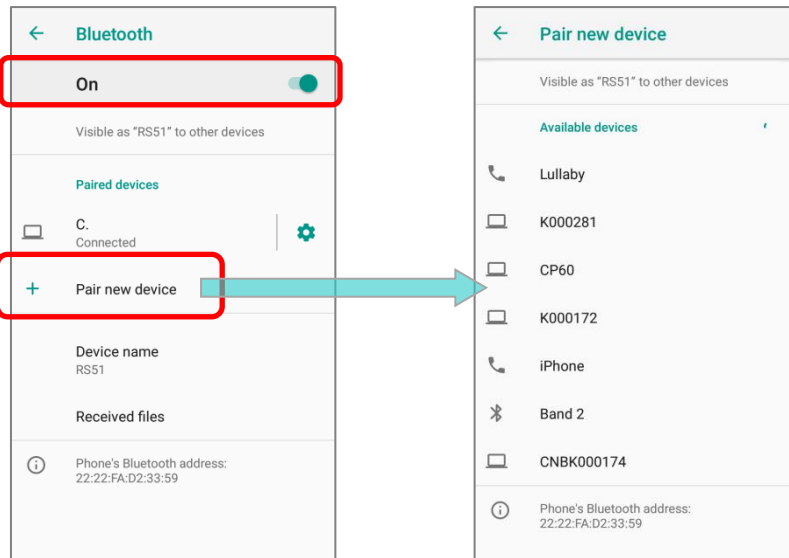 Bluetooth
On
Visible as "RS51" to other devices
Paired devices
C.
Connected
Pair new device
Device name
RS51
Received files
Phone's Bluetooth address:
22:22:FA:D2:33:59
Pair new device
Visible as "RS51" to other devices
Available devices
Lullaby
K000281
CP60
K000172
iPhone
Band 2
CNBK000174
Phone's Bluetooth address:
22:22:FA:D2:33:59